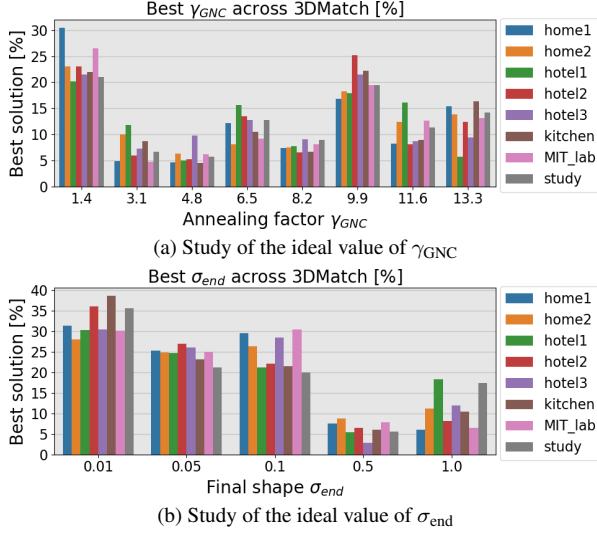 Best γGNC across 3DMatch [%]
Best solution [%]
30
25
20
15
10
5
0
1.4 3.1 4.8 6.5 8.2 9.9 11.6 13.3
Annealing factor γGNC
home1
home2
hotel1
hotel2
hotel3
kitchen
MIT_lab
study
(a) Study of the ideal value of γGNC
Best σend across 3DMatch [%]
Best solution [%]
40
35
30
25
20
15
10
5
0
0.01 0.05 0.1 0.5 1.0
Final shape σend
home1
home2
hotel1
hotel2
hotel3
kitchen
MIT_lab
study
(b) Study of the ideal value of σend